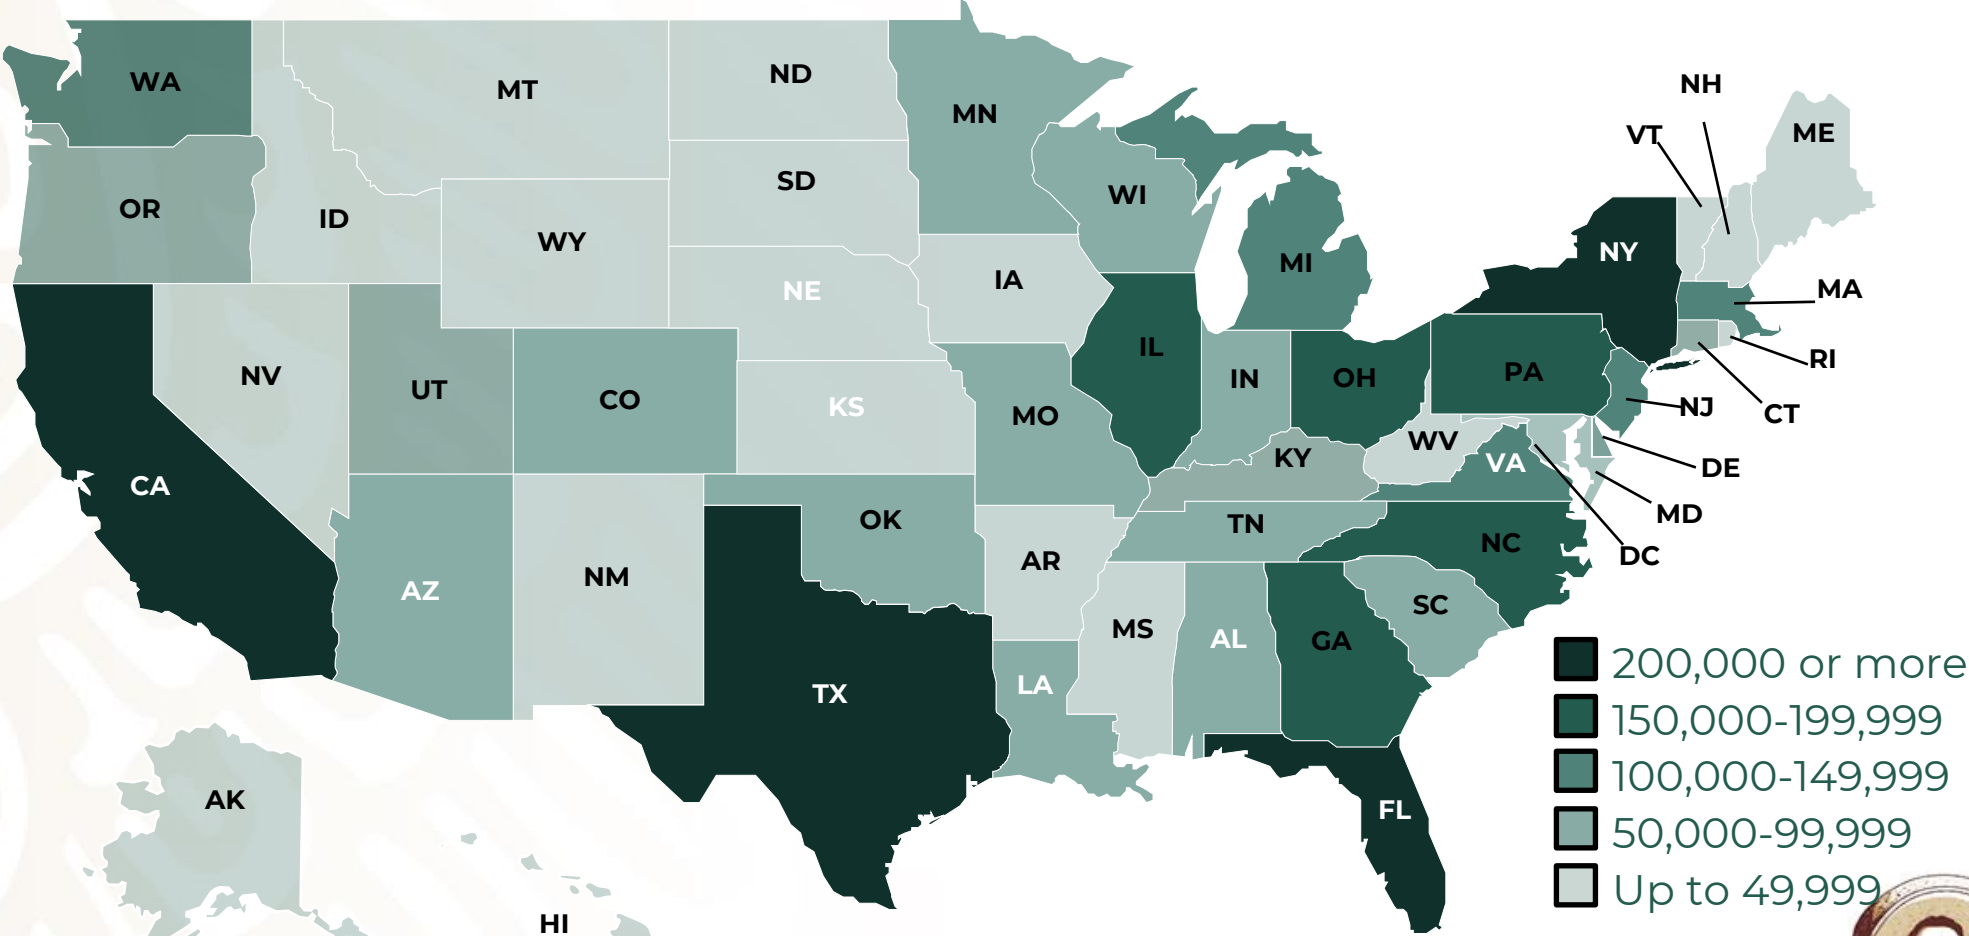 WA
MT
ND
MN
NH
VT
ME
OR
ID
WY
SD
WI
MI
NY
NE
IA
MA
NV
UT
CO
KS
MO
IL
IN
OH
PA
RI
NJ
CT
CA
OK
KY
WV
VA
DE
MD
DC
TN
NC
AZ
NM
AR
SC
MS
AL
GA
TX
LA
FL
AK
HI
200,000 or more
150,000-199,999
100,000-149,999
50,000-99,999
Up to 49,999